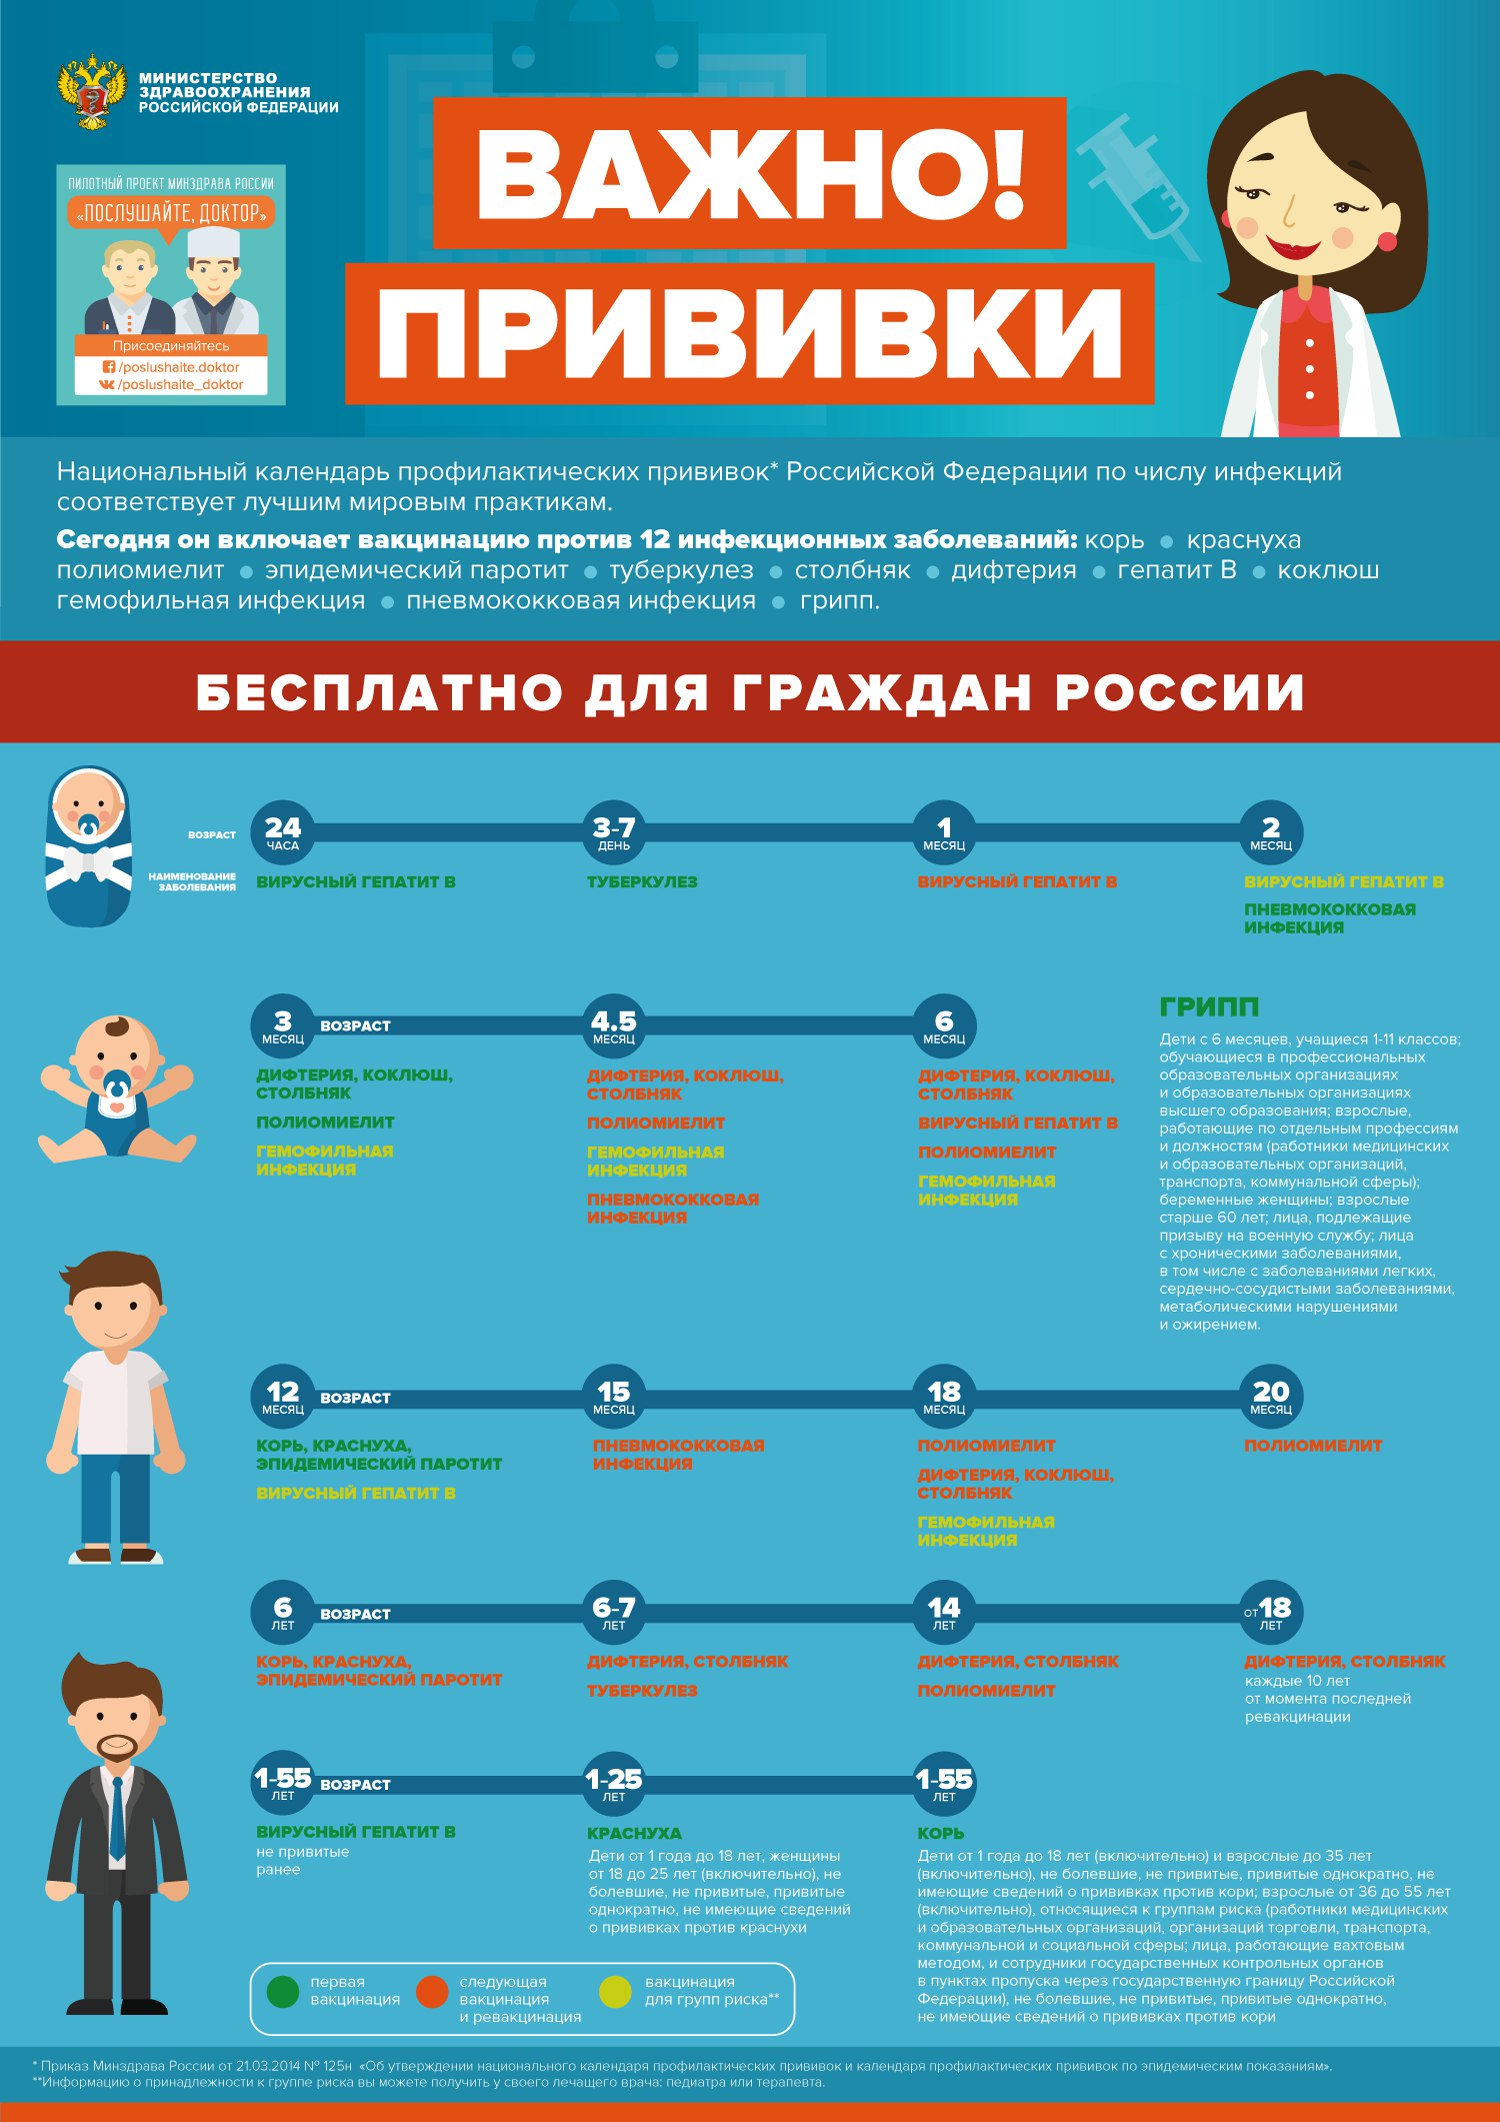 МИНИСТЕРСТВО
ЗДРАВООХРАНЕНИЯ
РОССИЙСКОЙ ФЕДЕРАЦИИ
ПИЛОТНЫЙ ПРОЕКТ МИНЗДРАВА РОССИИ
«ПОСЛУШАЙТЕ, ДОКТОР»
Присоединяйтесь
/poslushaite.doktor
/poslushaite_doktor
ВАЖНО!
ПРИВИВКИ
Национальный календарь профилактических прививок* Российской Федерации по числу инфекций
соответствует лучшим мировым практикам.
Сегодня он включает вакцинацию против 12 инфекционных заболеваний: корь ● краснуха
полиомиелит ● эпидемический паротит ● туберкулез ● столбняк ● дифтерия ● гепатит В ● коклюш
гемофильная инфекция ● пневмококковая инфекция ● грипп.
БЕСПЛАТНО ДЛЯ ГРАЖДАН РОССИИ
ВОЗРАСТ
НАИМЕНОВАНИЕ
ЗАБОЛЕВАНИЯ
24
ЧАСА
ВИРУСНЫЙ ГЕПАТИТ В
3-7
ДЕНЬ
ТУБЕРКУЛЕЗ
1
МЕСЯЦ
ВИРУСНЫЙ ГЕПАТИТ В
2
МЕСЯЦ
ВИРУСНЫЙ ГЕПАТИТ В
ПНЕВМОКОККОВАЯ
ИНФЕКЦИЯ
3
МЕСЯЦ
ВОЗРАСТ
ДИФТЕРИЯ, КОКЛЮШ,
СТОЛБНЯК
ПОЛИОМИЕЛИТ
ГЕМОФИЛЬНАЯ
ИНФЕКЦИЯ
4.5
МЕСЯЦ
ДИФТЕРИЯ, КОКЛЮШ,
СТОЛБНЯК
ПОЛИОМИЕЛИТ
ГЕМОФИЛЬНАЯ
ИНФЕКЦИЯ
ПНЕВМОКОККОВАЯ
ИНФЕКЦИЯ
6
МЕСЯЦ
ДИФТЕРИЯ, КОКЛЮШ,
СТОЛБНЯК
ВИРУСНЫЙ ГЕПАТИТ В
ПОЛИОМИЕЛИТ
ГЕМОФИЛЬНАЯ
ИНФЕКЦИЯ
ГРИПП
Дети с 6 месяцев, учащиеся 1-11 классов;
обучающиеся в профессиональных
образовательных организациях
и образовательных организациях
высшего образования; взрослые,
работающие по отдельным профессиям
и должностям (работники медицинских
и образовательных организаций,
транспорта, коммунальной сферы);
беременные женщины; взрослые
старше 60 лет; лица, подлежащие
призыву на военную службу; лица
с хроническими заболеваниями,
в том числе с заболеваниями легких,
сердечно-сосудистыми заболеваниями,
метаболическими нарушениями
и ожирением.
12
МЕСЯЦ
ВОЗРАСТ
КОРЬ, КРАСНУХА,
ЭПИДЕМИЧЕСКИЙ ПАРОТИТ
ВИРУСНЫЙ ГЕПАТИТ В
15
МЕСЯЦ
ПНЕВМОКОККОВАЯ
ИНФЕКЦИЯ
18
МЕСЯЦ
ПОЛИОМИЕЛИТ
ДИФТЕРИЯ, КОКЛЮШ,
СТОЛБНЯК
ГЕМОФИЛЬНАЯ
ИНФЕКЦИЯ
20
МЕСЯЦ
ПОЛИОМИЕЛИТ
6
ЛЕТ
ВОЗРАСТ
КОРЬ, КРАСНУХА,
ЭПИДЕМИЧЕСКИЙ ПАРОТИТ
6-7
ЛЕТ
ДИФТЕРИЯ, СТОЛБНЯК
ТУБЕРКУЛЕЗ
14
ЛЕТ
ДИФТЕРИЯ, СТОЛБНЯК
ПОЛИОМИЕЛИТ
от 18
ЛЕТ
ДИФТЕРИЯ, СТОЛБНЯК
каждые 10 лет
от момента последней
ревакцинации
1-55
ЛЕТ
ВОЗРАСТ
ВИРУСНЫЙ ГЕПАТИТ В
не привитые
ранее
1-25
ЛЕТ
КРАСНУХА
Дети от 1 года до 18 лет, женщины
от 18 до 25 лет (включительно), не
болевшие, не привитые, привитые
однократно, не имеющие сведений
о прививках против краснухи
1-55
ЛЕТ
КОРЬ
Дети от 1 года до 18 лет (включительно) и взрослые до 35 лет
(включительно), не болевшие, не привитые, привитые однократно, не
имеющие сведений о прививках против кори; взрослые от 36 до 55 лет
(включительно), относящиеся к группам риска (работники медицинских
и образовательных организаций, организаций торговли, транспорта,
коммунальной и социальной сферы; лица, работающие вахтовым
методом, и сотрудники государственных контрольных органов
в пунктах пропуска через государственную границу Российской
Федерации), не болевшие, не привитые, привитые однократно,
не имеющие сведений о прививках против кори
первая
вакцинация
следующая
вакцинация
и ревакцинация
вакцинация
для групп риска**
* Приказ Минздрава России от 21.03.2014 № 125н «Об утверждении национального календаря профилактических прививок и календаря профилактических прививок по эпидемическим показаниям».
**Информацию о принадлежности к группе риска вы можете получить у своего лечащего врача: педиатра или терапевта.